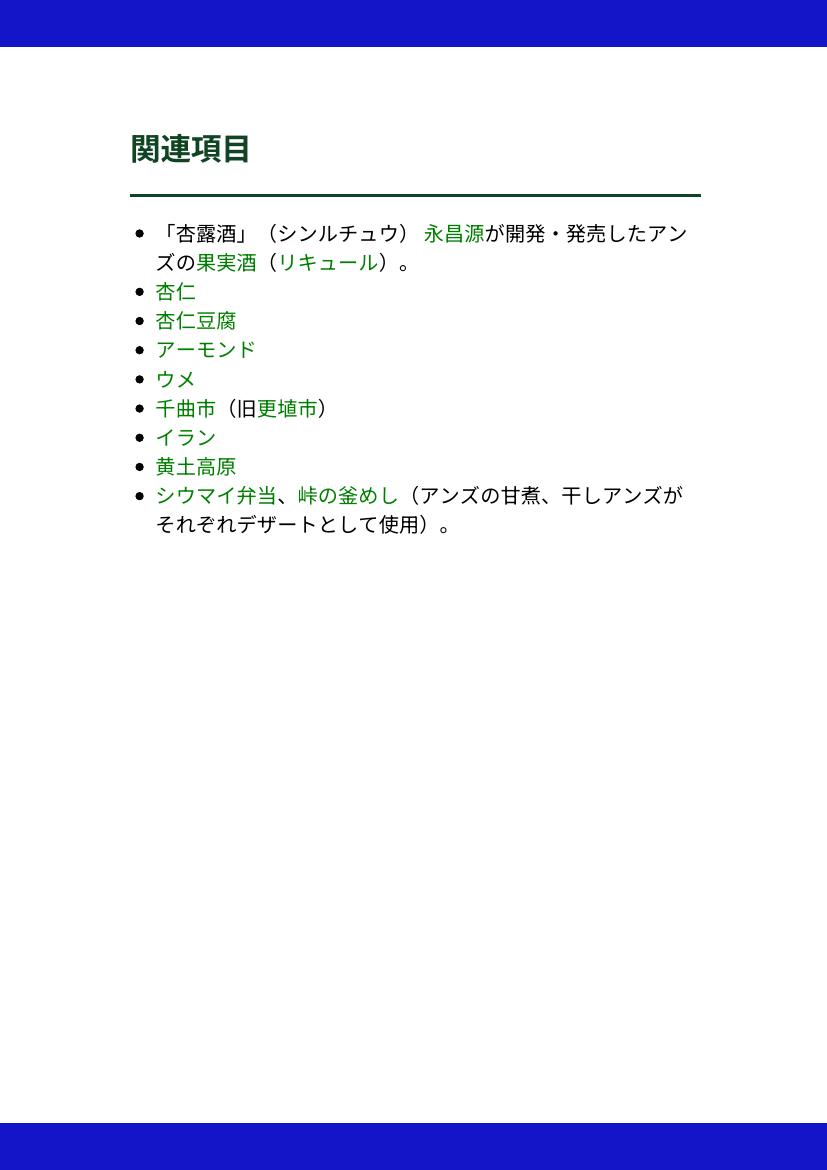 関連項目
「杏露酒」（シンルチュウ） 永昌源が開発・発売したアン
ズの果実酒（リキュール）。
杏仁
杏仁豆腐
アーモンド
ウメ
千曲市（旧更埴市）
イラン
黄土高原
シウマイ弁当、峠の釜めし（アンズの甘煮、干しアンズが
それぞれデザートとして使用）。